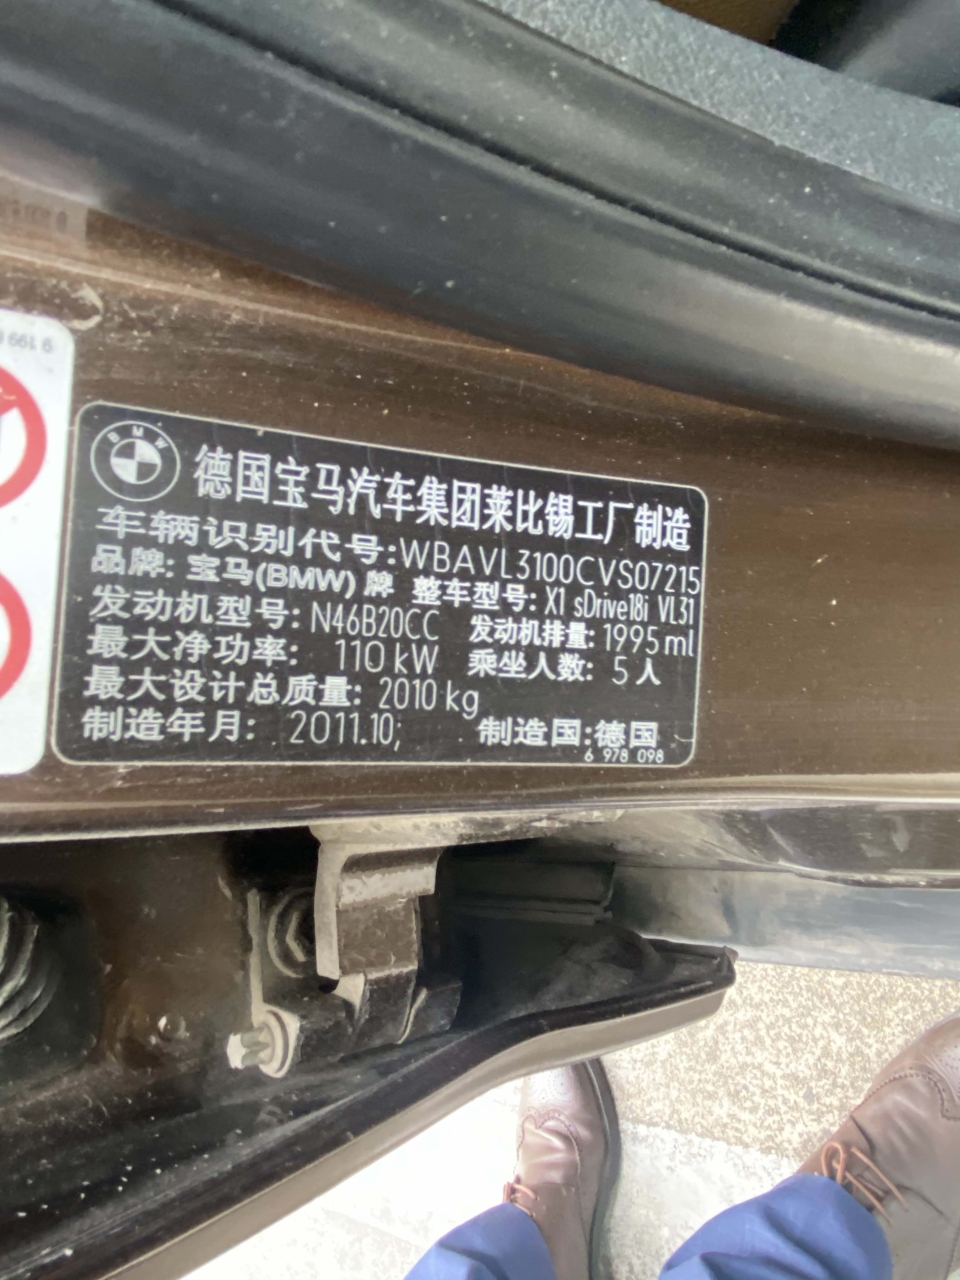 BMW
德国宝马汽车集团莱比锡工厂制造
车辆识别代号:WBAVL3100CVS07215
品牌: 宝马(BMW) 牌 整车型号: X1 sDrive18i VL31
发动机型号: N46B20CC 发动机排量: 1995 ml
最大净功率: 110 kW 乘坐人数: 5 人
最大设计总质量: 2010 kg
制造年月: 2011.10; 制造国:德国
6 978 098